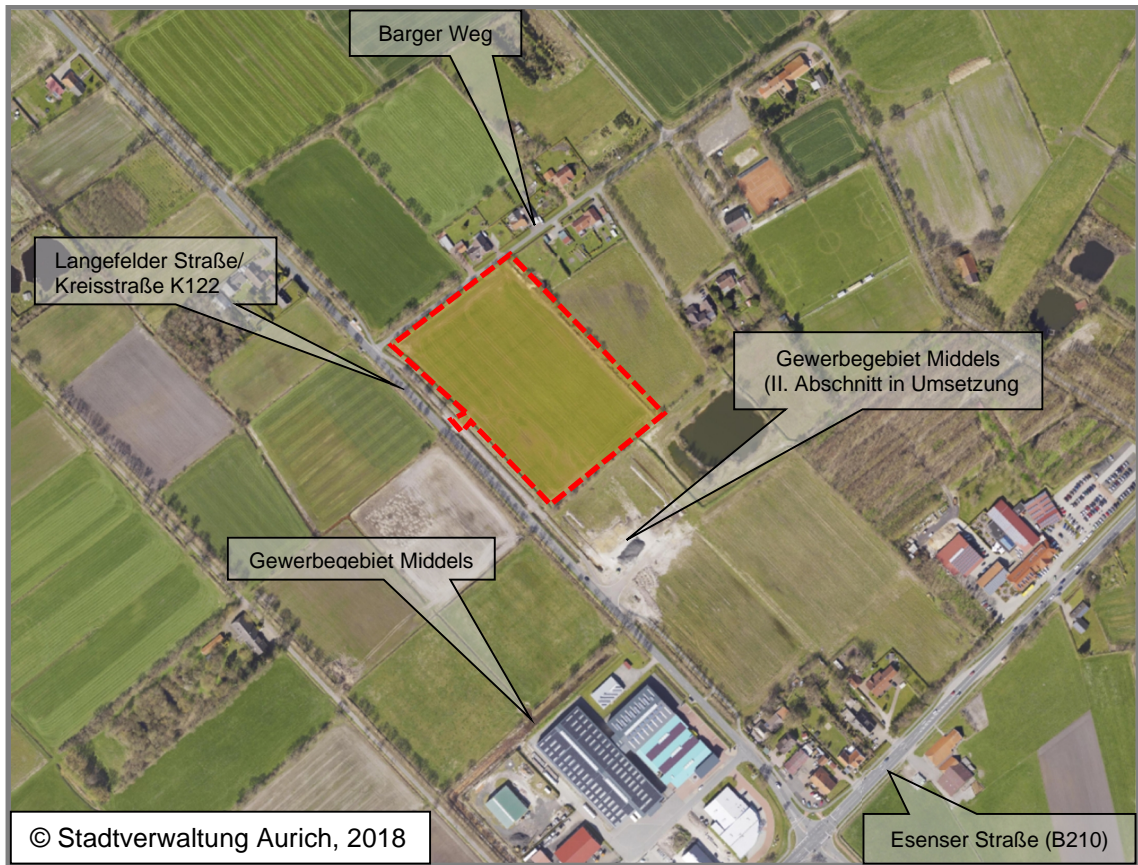 Barger Weg
Langefelder Straße/
Kreisstraße K122
Gewerbegebiet Middels
(II. Abschnitt in Umsetzung
Gewerbegebiet Middels
© Stadtverwaltung Aurich, 2018
Esenser Straße (B210)